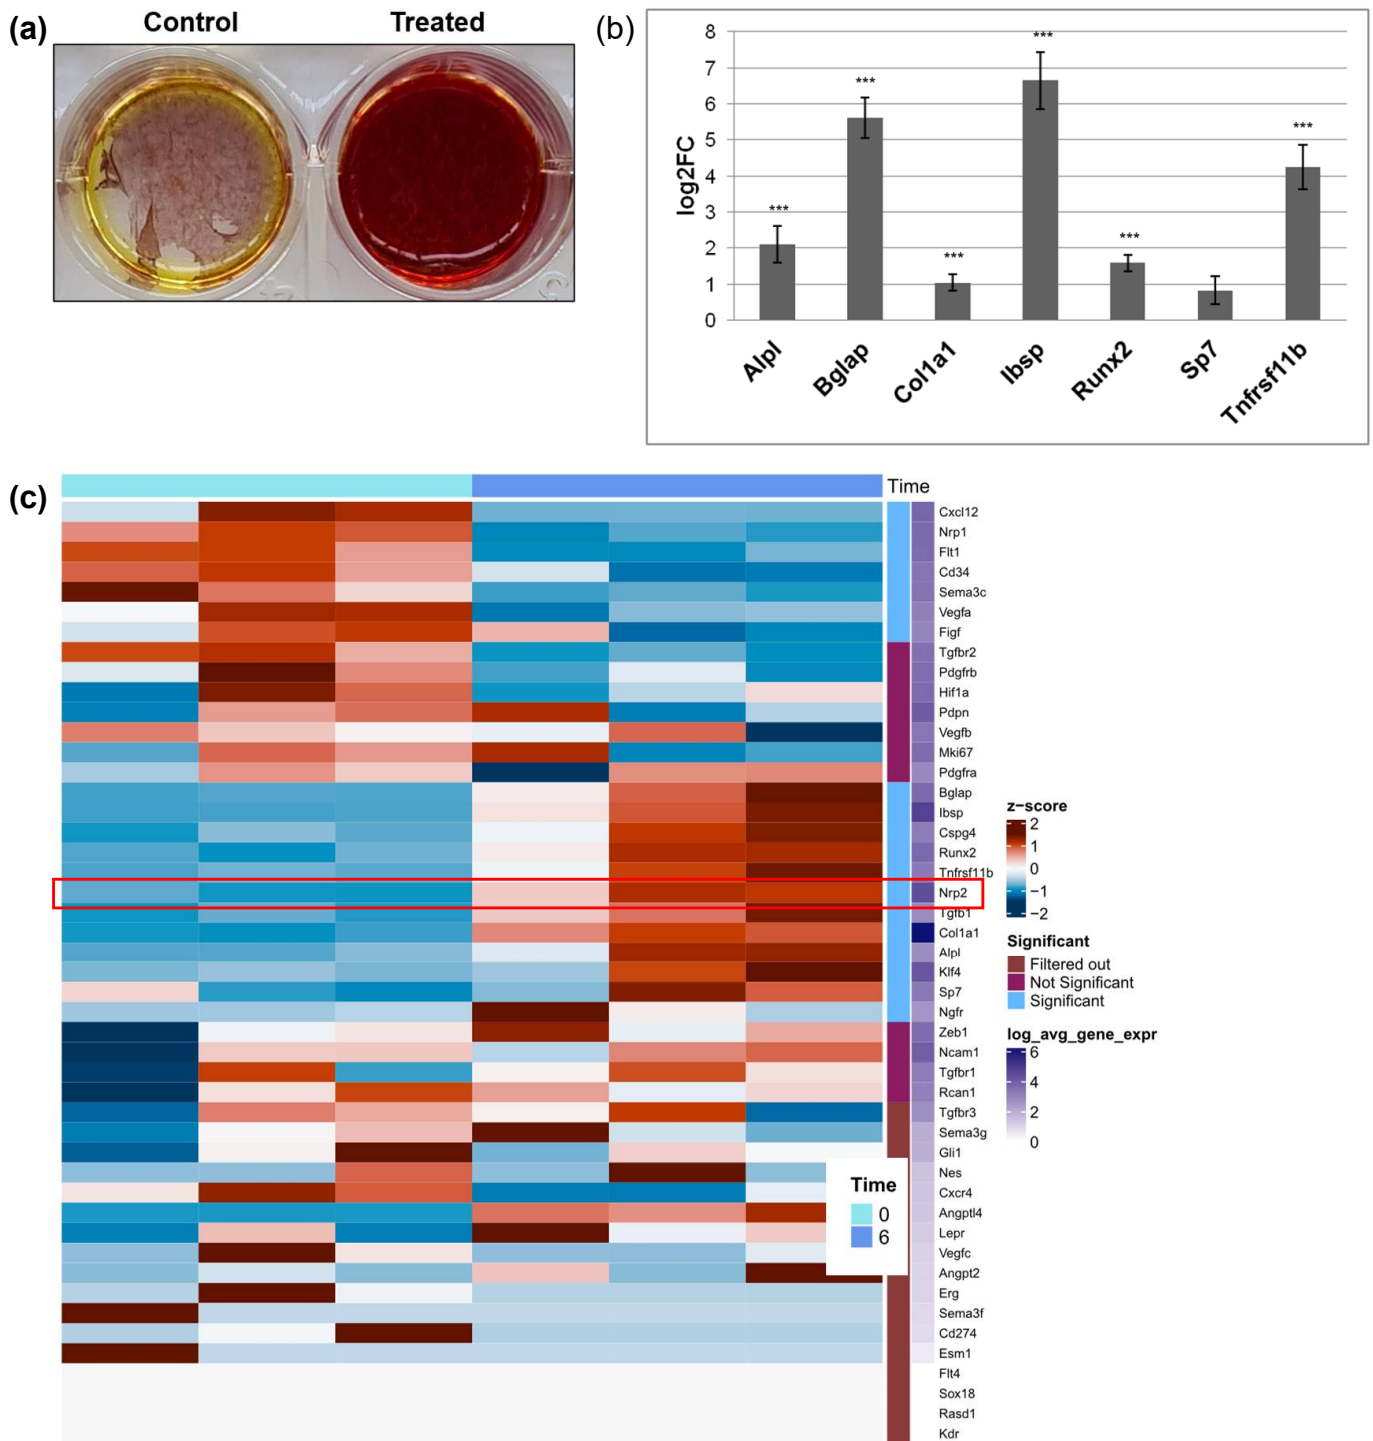 (a)
Control Treated
(b)
8
7
6
5
4
3
2
1
0
log2FC
***
***
***
***
***
***
Alpl
Bglap
Col1a1
Ibsp
Runx2
Sp7
Tnfrsf11b
(c)
Time
Cxcl12
Nrp1
Flt1
Cd34
Sema3c
Vegfa
Figf
Tgfbr2
Pdgfrb
Hif1a
Pdpn
Vegfb
Mki67
Pdgfra
Bglap
Ibsp
Cspg4
Runx2
Tnfrsf11b
Nrp2
Tgfb1
Col1a1
Alpl
Klf4
Sp7
Ngfr
Zeb1
Ncam1
Tgfbr1
Rcan1
Tgfbr3
Sema3g
Gli1
Nes
Cxcr4
Angptl4
Lepr
Vegfc
Angpt2
Erg
Sema3f
Cd274
Esm1
Flt4
Sox18
Rasd1
Kdr
z−score
2
1
0
−1
−2
Significant
Filtered out
Not Significant
Significant
log_avg_gene_expr
6
4
2
0
Time
0
6